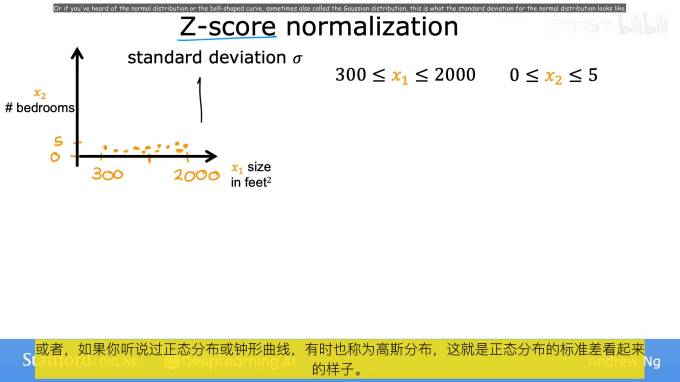 Or if you've heard of the normal distribution or the bell-shaped curve, sometimes also called the Gaussian distribution, this is what the standard deviation for the normal distribution looks like.
Z-score normalization
bilibili
standard deviation σ
300 ≤ x₁ ≤ 2000
0 ≤ x₂ ≤ 5
x₂
# bedrooms
5
0
300
2000
x₁ size
in feet²
或者，如果你听说过正态分布或钟形曲线，有时也称为高斯分布，这就是正态分布的标准差看起来
的样子。
Stanford ONLINE
DeepLearning.AI
Andrew Ng